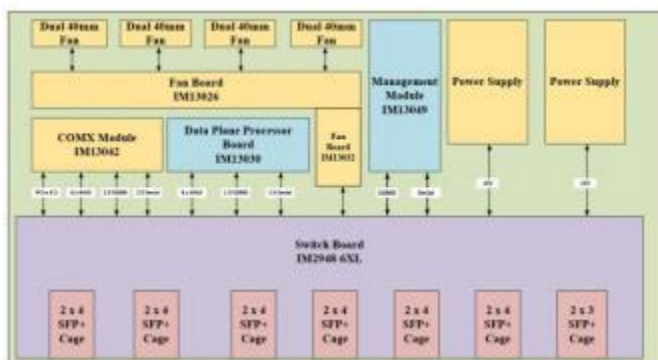 Dual 40mm
Fan
Dual 40mm
Fan
Dual 40mm
Fan
Dual 40mm
Fan
Fan Board
IM13026
Management
Module
IM13049
Power Supply
Power Supply
COMX Module
IM13042
Data Plane Processor
Board
IM13030
Fan
Board
IM13032
Switch Board
IM2948 6XL
2 x 4
SFP+
Cage
2 x 4
SFP+
Cage
2 x 4
SFP+
Cage
2 x 4
SFP+
Cage
2 x 4
SFP+
Cage
2 x 4
SFP+
Cage
2 x 3
SFP+
Cage